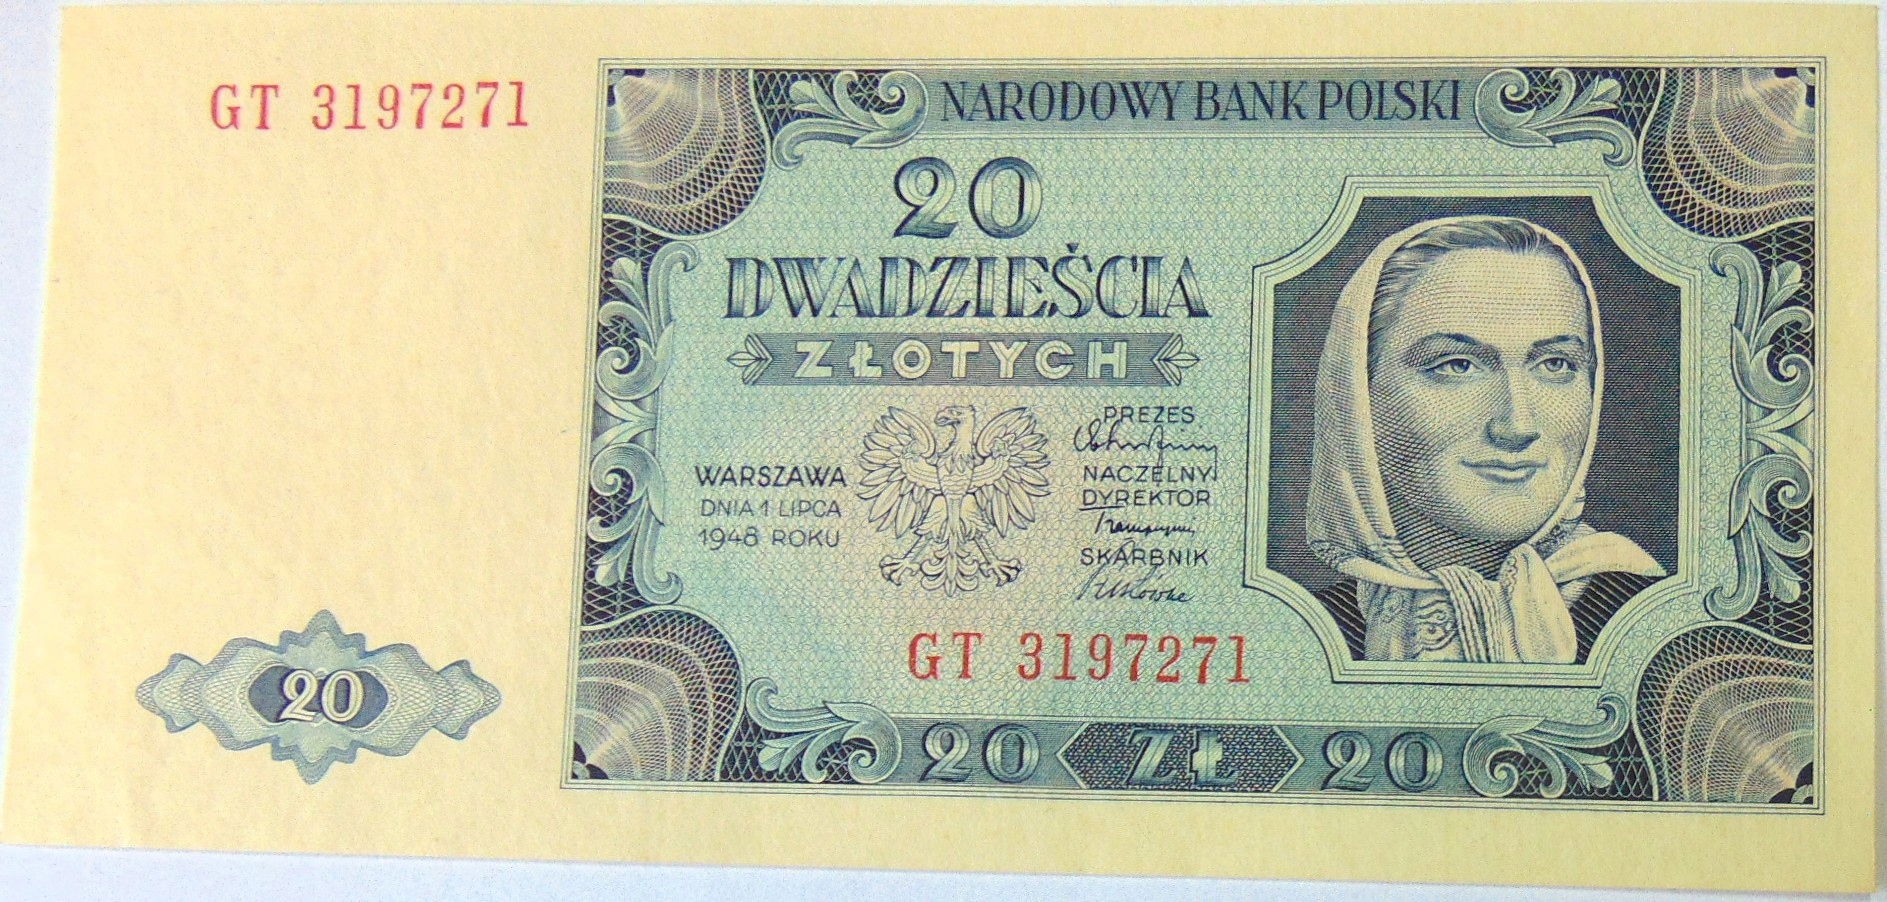 GT 3197271
NARODOWY BANK POLSKI
20
DWADZIEŚCIA
ZŁOTYCH
PREZES
NACZELNY
DYREKTOR
SKARBNIK
WARSZAWA
DNIA 1 LIPCA
1948 ROKU
GT 3197271
20
20 ZŁ 20